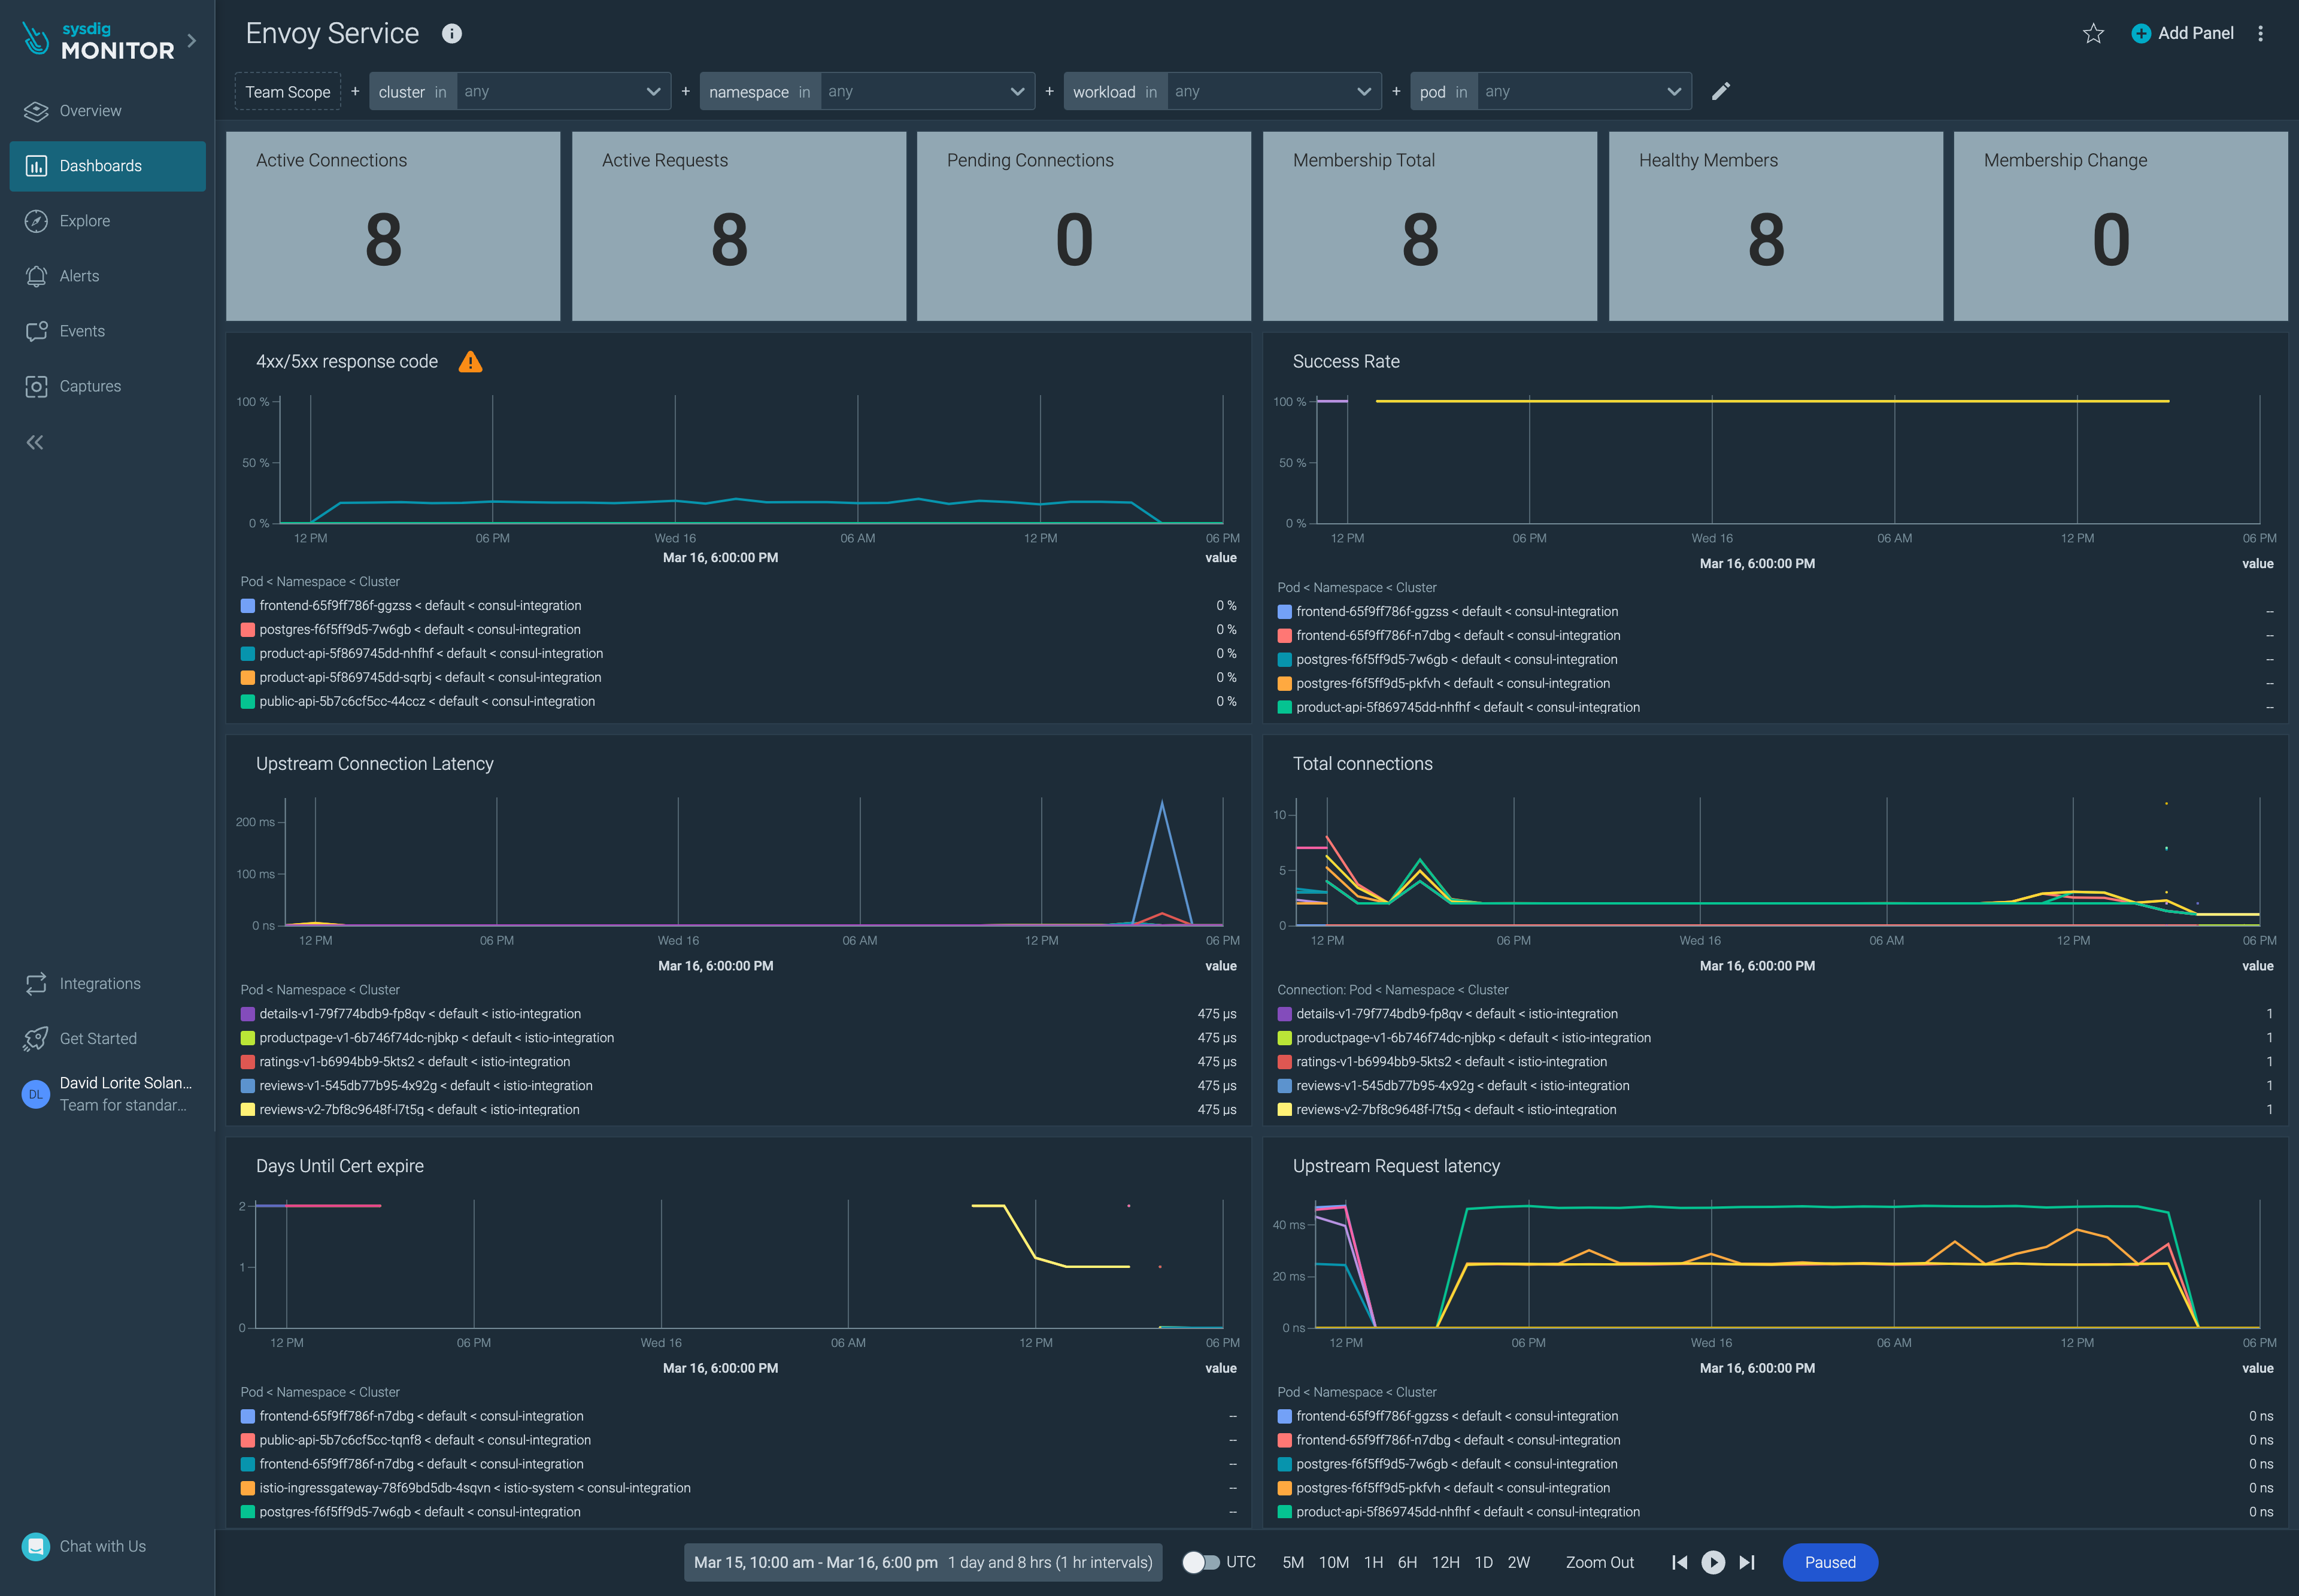 sysdig
MONITOR
Overview
Dashboards
Explore
Alerts
Events
Captures
Integrations
Get Started
DL
David Lorite Solan...
Team for standar...
Chat with Us
Envoy Service
Add Panel
Team Scope + cluster in any + namespace in any + workload in any + pod in any
Active Connections
8
Active Requests
8
Pending Connections
0
Membership Total
8
Healthy Members
8
Membership Change
0
4xx/5xx response code
100 %
50 %
0 %
12 PM 06 PM Wed 16 06 AM 12 PM 06 PM
Mar 16, 6:00:00 PM value
Pod < Namespace < Cluster
frontend-65f9ff786f-ggzss < default < consul-integration 0 %
postgres-f6f5ff9d5-7w6gb < default < consul-integration 0 %
product-api-5f869745dd-nhfhf < default < consul-integration 0 %
product-api-5f869745dd-sqrbj < default < consul-integration 0 %
public-api-5b7c6cf5cc-44ccz < default < consul-integration 0 %
Success Rate
100 %
50 %
0 %
12 PM 06 PM Wed 16 06 AM 12 PM 06 PM
Mar 16, 6:00:00 PM value
Pod < Namespace < Cluster
frontend-65f9ff786f-ggzss < default < consul-integration --
frontend-65f9ff786f-n7dbg < default < consul-integration --
postgres-f6f5ff9d5-7w6gb < default < consul-integration --
postgres-f6f5ff9d5-pkfvh < default < consul-integration --
product-api-5f869745dd-nhfhf < default < consul-integration --
Upstream Connection Latency
200 ms
100 ms
0 ns
12 PM 06 PM Wed 16 06 AM 12 PM 06 PM
Mar 16, 6:00:00 PM value
Pod < Namespace < Cluster
details-v1-79f774bdb9-fp8qv < default < istio-integration 475 µs
productpage-v1-6b746f74dc-njbkp < default < istio-integration 475 µs
ratings-v1-b6994bb9-5kts2 < default < istio-integration 475 µs
reviews-v1-545db77b95-4x92g < default < istio-integration 475 µs
reviews-v2-7bf8c9648f-l7t5g < default < istio-integration 475 µs
Total connections
10
5
0
12 PM 06 PM Wed 16 06 AM 12 PM 06 PM
Mar 16, 6:00:00 PM value
Connection: Pod < Namespace < Cluster
details-v1-79f774bdb9-fp8qv < default < istio-integration 1
productpage-v1-6b746f74dc-njbkp < default < istio-integration 1
ratings-v1-b6994bb9-5kts2 < default < istio-integration 1
reviews-v1-545db77b95-4x92g < default < istio-integration 1
reviews-v2-7bf8c9648f-l7t5g < default < istio-integration 1
Days Until Cert expire
2
1
0
12 PM 06 PM Wed 16 06 AM 12 PM 06 PM
Mar 16, 6:00:00 PM value
Pod < Namespace < Cluster
frontend-65f9ff786f-n7dbg < default < consul-integration --
public-api-5b7c6cf5cc-tqnf8 < default < consul-integration --
frontend-65f9ff786f-n7dbg < default < consul-integration --
istio-ingressgateway-78f69bd5db-4sqvn < istio-system < consul-integration --
postgres-f6f5ff9d5-7w6gb < default < consul-integration --
Upstream Request latency
40 ms
20 ms
0 ns
12 PM 06 PM Wed 16 06 AM 12 PM 06 PM
Mar 16, 6:00:00 PM value
Pod < Namespace < Cluster
frontend-65f9ff786f-ggzss < default < consul-integration 0 ns
frontend-65f9ff786f-n7dbg < default < consul-integration 0 ns
postgres-f6f5ff9d5-7w6gb < default < consul-integration 0 ns
postgres-f6f5ff9d5-pkfvh < default < consul-integration 0 ns
product-api-5f869745dd-nhfhf < default < consul-integration 0 ns
Mar 15, 10:00 am - Mar 16, 6:00 pm 1 day and 8 hrs (1 hr intervals) UTC 5M 10M 1H 6H 12H 1D 2W Zoom Out Paused